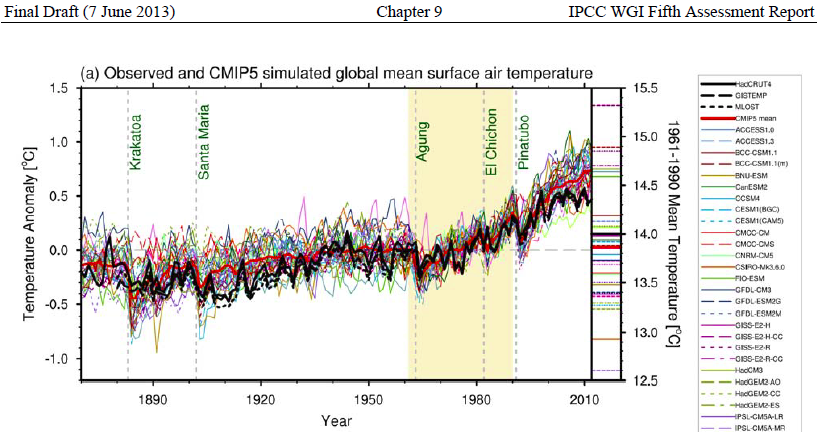 Final Draft (7 June 2013) Chapter 9 IPCC WGI Fifth Assessment Report
(a) Observed and CMIP5 simulated global mean surface air temperature
1.5
1.0
0.5
0.0
-0.5
-1.0
Temperature Anomaly [°C]
Krakatoa
Santa Maria
Agung
El Chichon
Pinatubo
1890
1920
1950
1980
2010
Year
15.5
15.0
14.5
14.0
13.5
13.0
12.5
1961-1990 Mean Temperature [°C]
HadCRUT4
GISTEMP
MLOST
CMIP5 mean
ACCESS1.0
ACCESS1.3
BCC-CSM1.1
BCC-CSM1.1(m)
BNU-ESM
CanESM2
CCSM4
CESM1(BGC)
CESM1(CAM5)
CMCC-CM
CMCC-CMS
CNRM-CM5
CSIRO-Mk3.6.0
FIO-ESM
GFDL-CM3
GFDL-ESM2G
GFDL-ESM2M
GISS-E2-H
GISS-E2-H-CC
GISS-E2-R
GISS-E2-R-CC
HadCM3
HadGEM2-AO
HadGEM2-CC
HadGEM2-ES
IPSL-CM5A-LR
IPSL-CM5A-MR